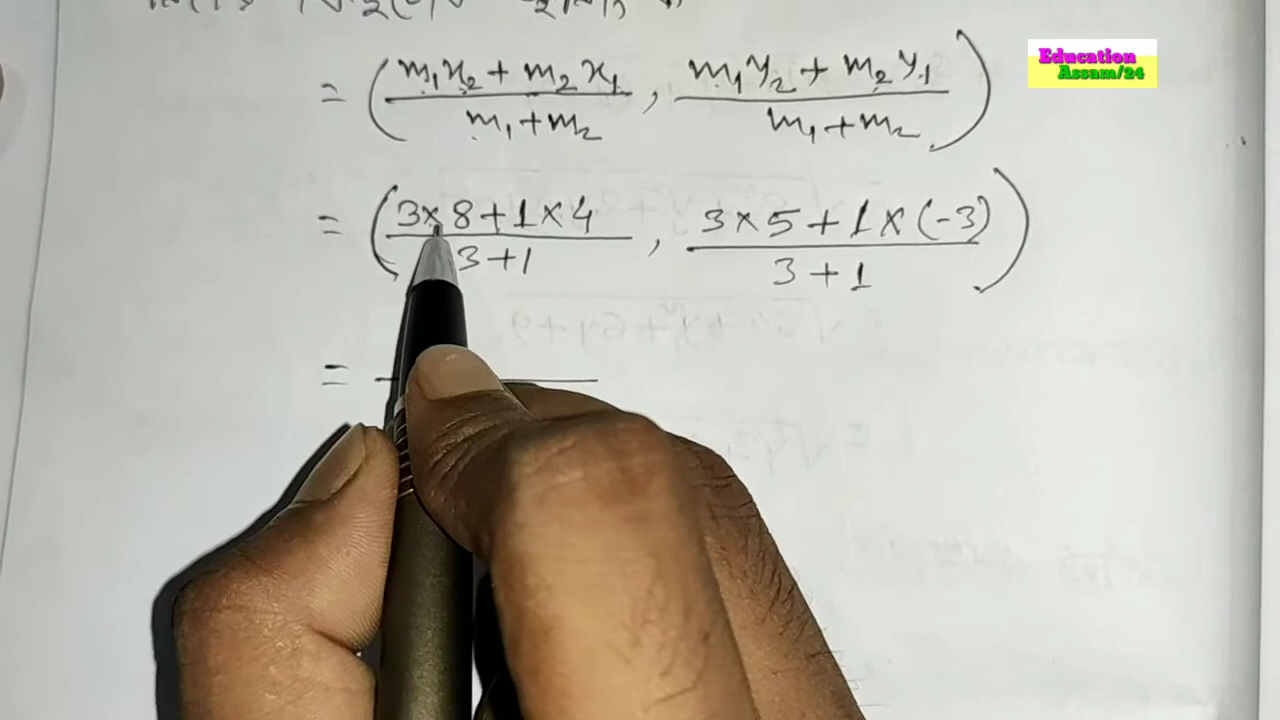 = (m₁x₂ + m₂x₁ / m₁+m₂ , m₁y₂ + m₂y₁ / m₁+m₂)
Education
Assam/24
= (3×8+1×4 / 3+1 , 3×5+1×(-3) / 3+1)
=